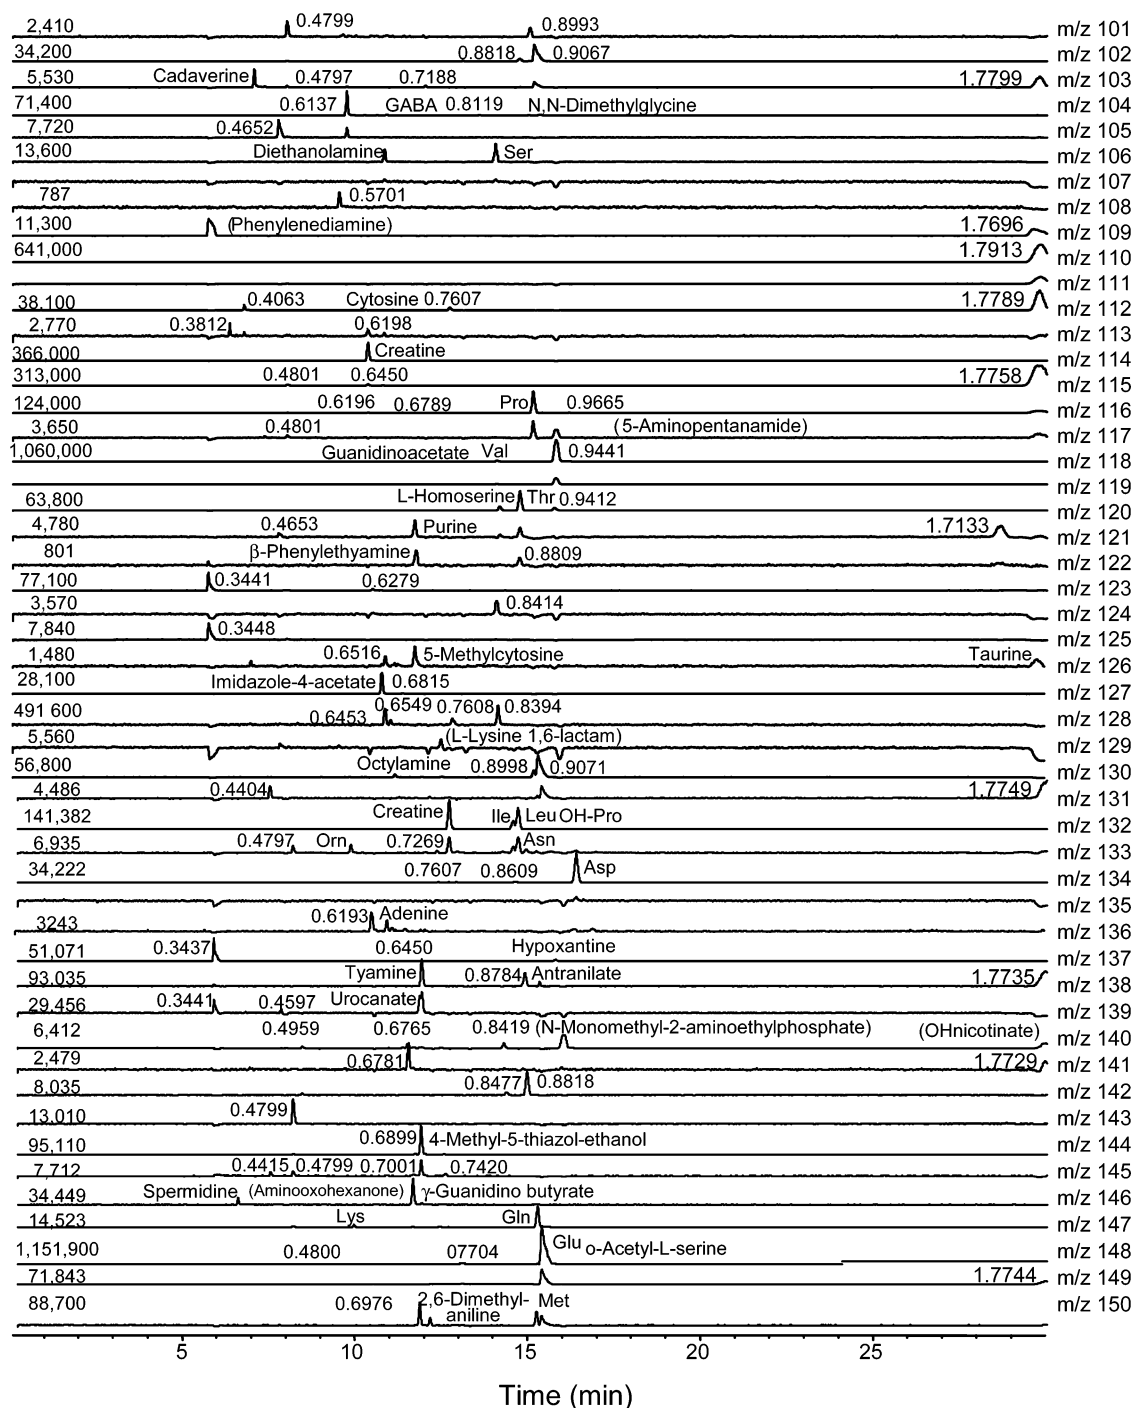 2,410 0.4799 0.8993 m/z 101
34,200 0.8818 0.9067 m/z 102
5,530 Cadaverine 0.4797 0.7188 1.7799 m/z 103
71,400 0.6137 GABA 0.8119 N,N-Dimethylglycine m/z 104
7,720 0.4652 m/z 105
13,600 Diethanolamine Ser m/z 106
m/z 107
787 0.5701 m/z 108
11,300 (Phenylenediamine) 1.7696 m/z 109
641,000 1.7913 m/z 110
m/z 111
38,100 0.4063 Cytosine 0.7607 1.7789 m/z 112
2,770 0.3812 0.6198 m/z 113
366,000 Creatine m/z 114
313,000 0.4801 0.6450 1.7758 m/z 115
124,000 0.6196 0.6789 Pro 0.9665 m/z 116
3,650 0.4801 (5-Aminopentanamide) m/z 117
1,060,000 Guanidinoacetate Val 0.9441 m/z 118
m/z 119
63,800 L-Homoserine Thr 0.9412 m/z 120
4,780 0.4653 Purine 1.7133 m/z 121
801 β-Phenylethyamine 0.8809 m/z 122
77,100 0.3441 0.6279 m/z 123
3,570 0.8414 m/z 124
7,840 0.3448 m/z 125
1,480 0.6516 5-Methylcytosine Taurine m/z 126
28,100 Imidazole-4-acetate 0.6815 m/z 127
491 600 0.6453 0.6549 0.7608 0.8394 m/z 128
5,560 (L-Lysine 1,6-lactam) m/z 129
56,800 Octylamine 0.8998 0.9071 m/z 130
4,486 0.4404 1.7749 m/z 131
141,382 Creatine Ile Leu OH-Pro m/z 132
6,935 0.4797 Orn 0.7269 Asn m/z 133
34,222 0.7607 0.8609 Asp m/z 134
m/z 135
3243 0.6193 Adenine m/z 136
51,071 0.3437 0.6450 Hypoxantine m/z 137
93.035 Tyamine 0.8784 Antranilate 1.7735 m/z 138
29.456 0.3441 0.4597 Urocanate m/z 139
6,412 0.4959 0.6765 0.8419 (N-Monomethyl-2-aminoethylphosphate) (OHnicotinate) m/z 140
2,479 0.6781 1.7729 m/z 141
8.035 0.8477 0.8818 m/z 142
13.010 0.4799 m/z 143
95,110 0.6899 4-Methyl-5-thiazol-ethanol m/z 144
7,712 0.4415 0.4799 0.7001 0.7420 m/z 145
34,449 Spermidine (Aminooxohexanone) γ-Guanidino butyrate m/z 146
14,523 Lys Gln m/z 147
1,151,900 0.4800 07704 Glu o-Acetyl-L-serine m/z 148
71,843 1.7744 m/z 149
88,700 0.6976 2,6-Dimethyl- Met m/z 150
aniline
5 10 15 20 25
Time (min)